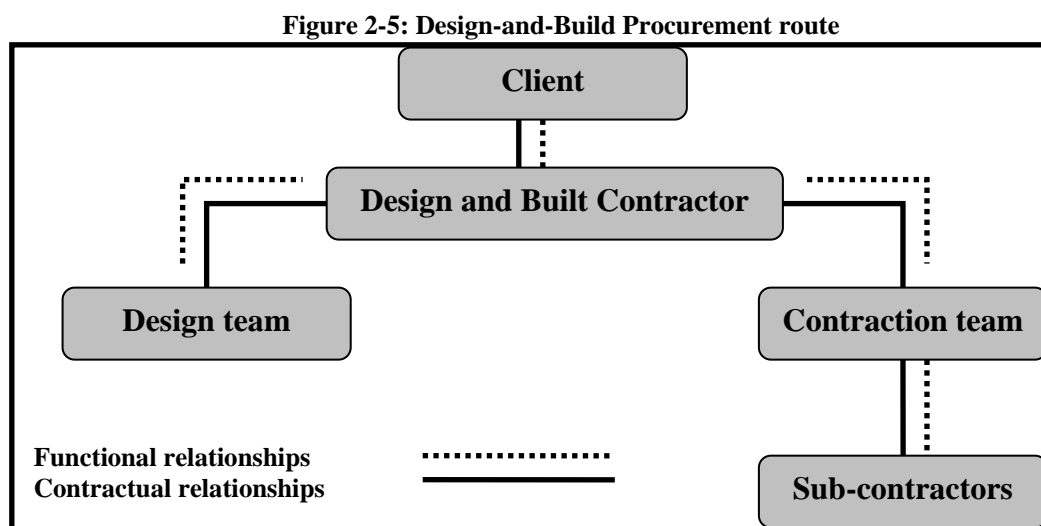 Figure 2-5: Design-and-Build Procurement route
Client
Design and Built Contractor
Design team
Contraction team
Functional relationships
Contractual relationships
Sub-contractors